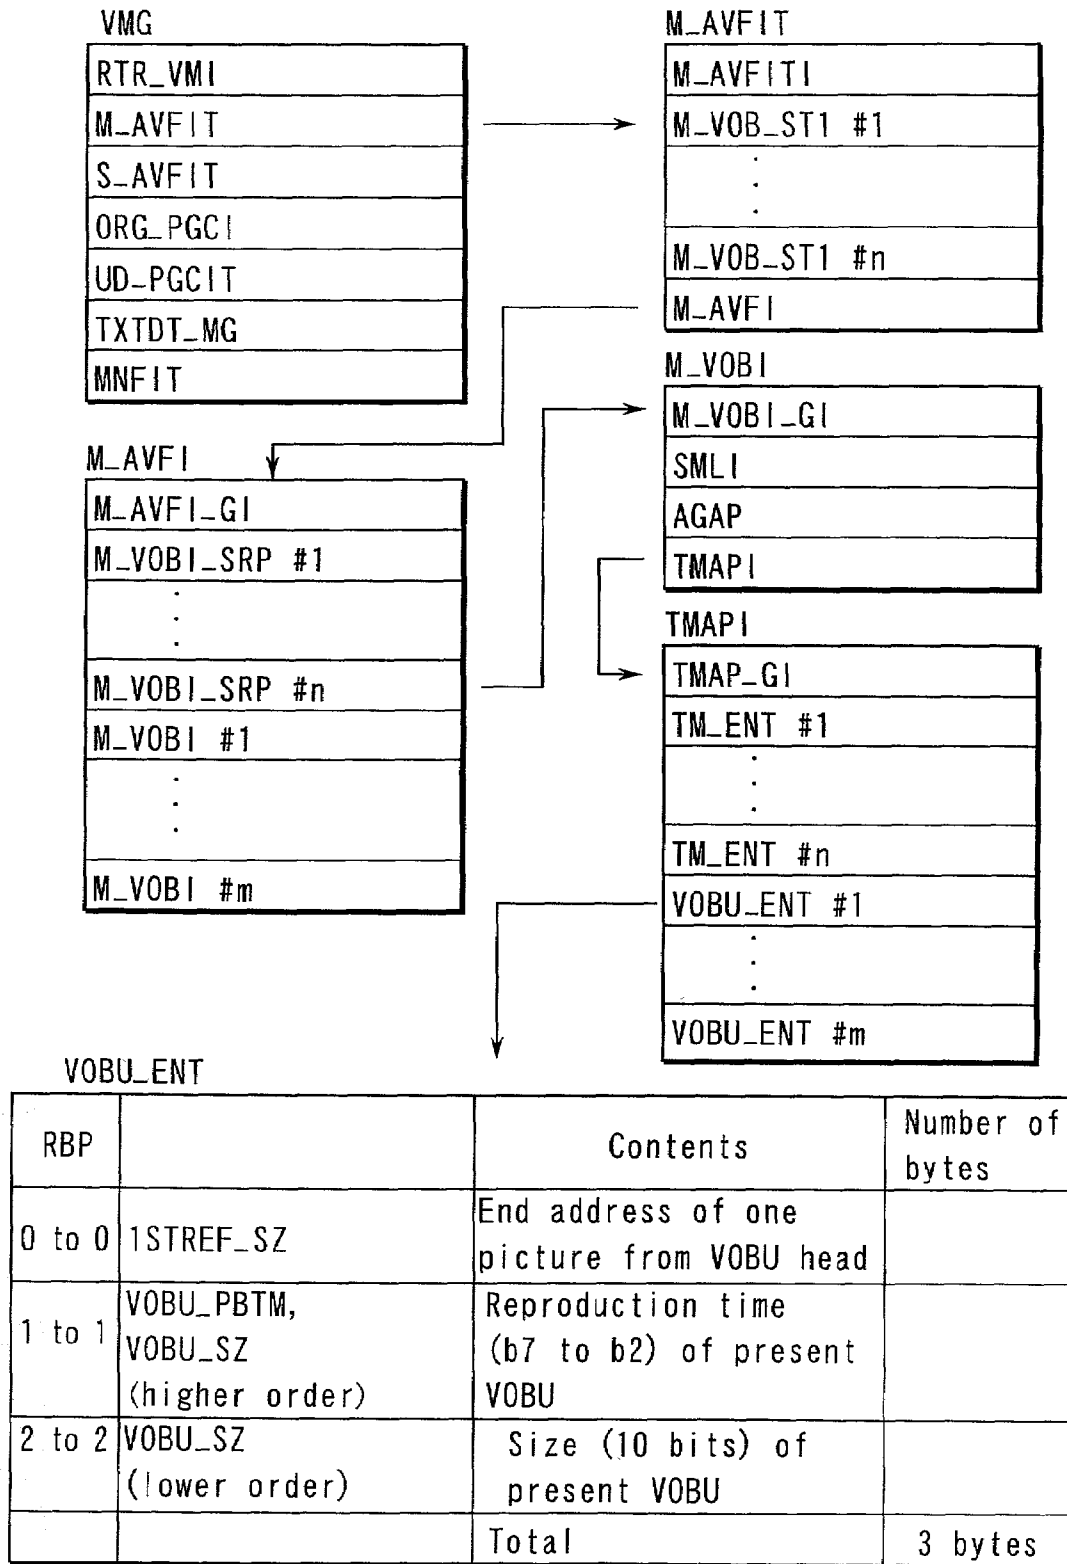 VMG
RTR_VMI
M_AVFIT
S_AVFIT
ORG_PGCI
UD_PGCIT
TXTDT_MG
MNFIT
M_AVFIT
M_AVFITI
M_VOB_ST1 #1
M_VOB_ST1 #n
M_AVFI
M_AVFI
M_AVFI_GI
M_VOBI_SRP #1
M_VOBI_SRP #n
M_VOBI #1
M_VOBI #m
M_VOBI
M_VOBI_GI
SMLI
AGAP
TMAPI
TMAPI
TMAP_GI
TM_ENT #1
TM_ENT #n
VOBU_ENT #1
VOBU_ENT #m
VOBU_ENT
RBP
Contents
Number of
bytes
0 to 0
1STREF_SZ
End address of one
picture from VOBU head
1 to 1
VOBU_PBTM,
VOBU_SZ
(higher order)
Reproduction time
(b7 to b2) of present
VOBU
2 to 2
VOBU_SZ
(lower order)
Size (10 bits) of
present VOBU
Total
3 bytes